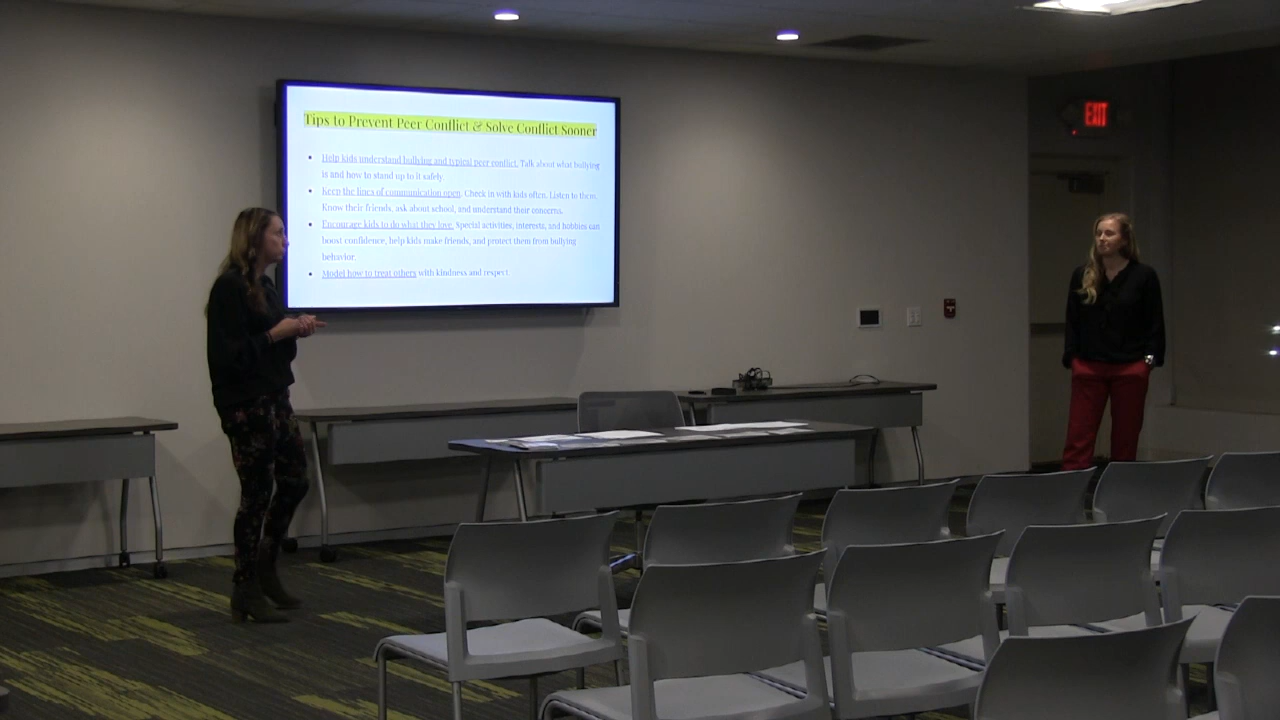 Tips to Prevent Peer Conflict & Solve Conflict Sooner
• Help kids understand bullying and typical peer conflict. Talk about what bullying
is and how to stand up to it safely.
• Keep the lines of communication open. Check in with kids often. Listen to them.
Know their friends, ask about school, and understand their concerns.
• Encourage kids to do what they love. Special activities, interests, and hobbies can
boost confidence, help kids make friends, and protect them from bullying
behavior.
• Model how to treat others with kindness and respect.
EXIT